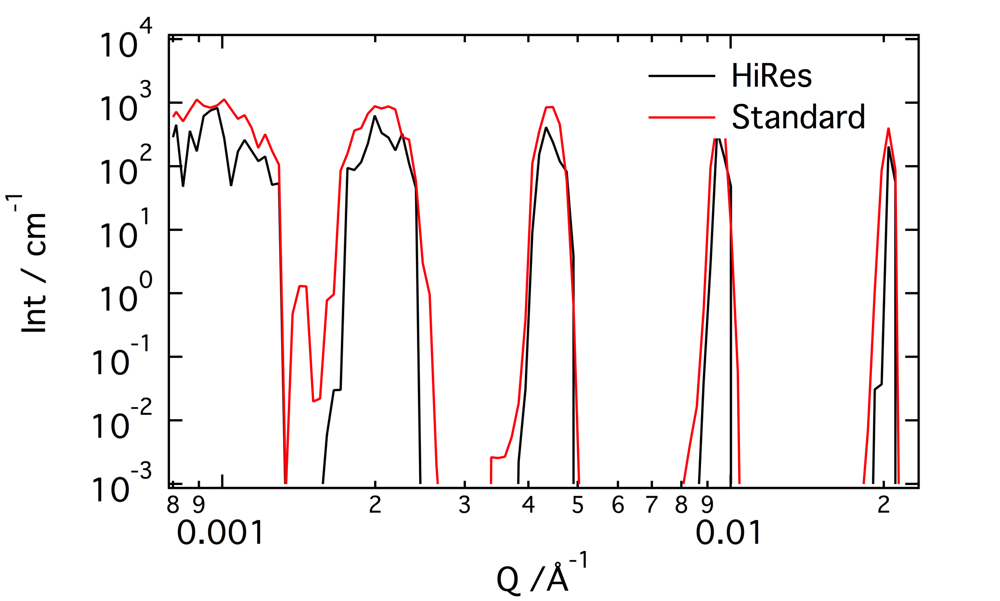 10^4
10^3
10^2
10^1
10^0
10^-1
10^-2
10^-3
Int / cm^-1
HiRes
Standard
8 9 2 3 4 5 6 7 8 9 2
0.001 0.01
Q /Å^-1